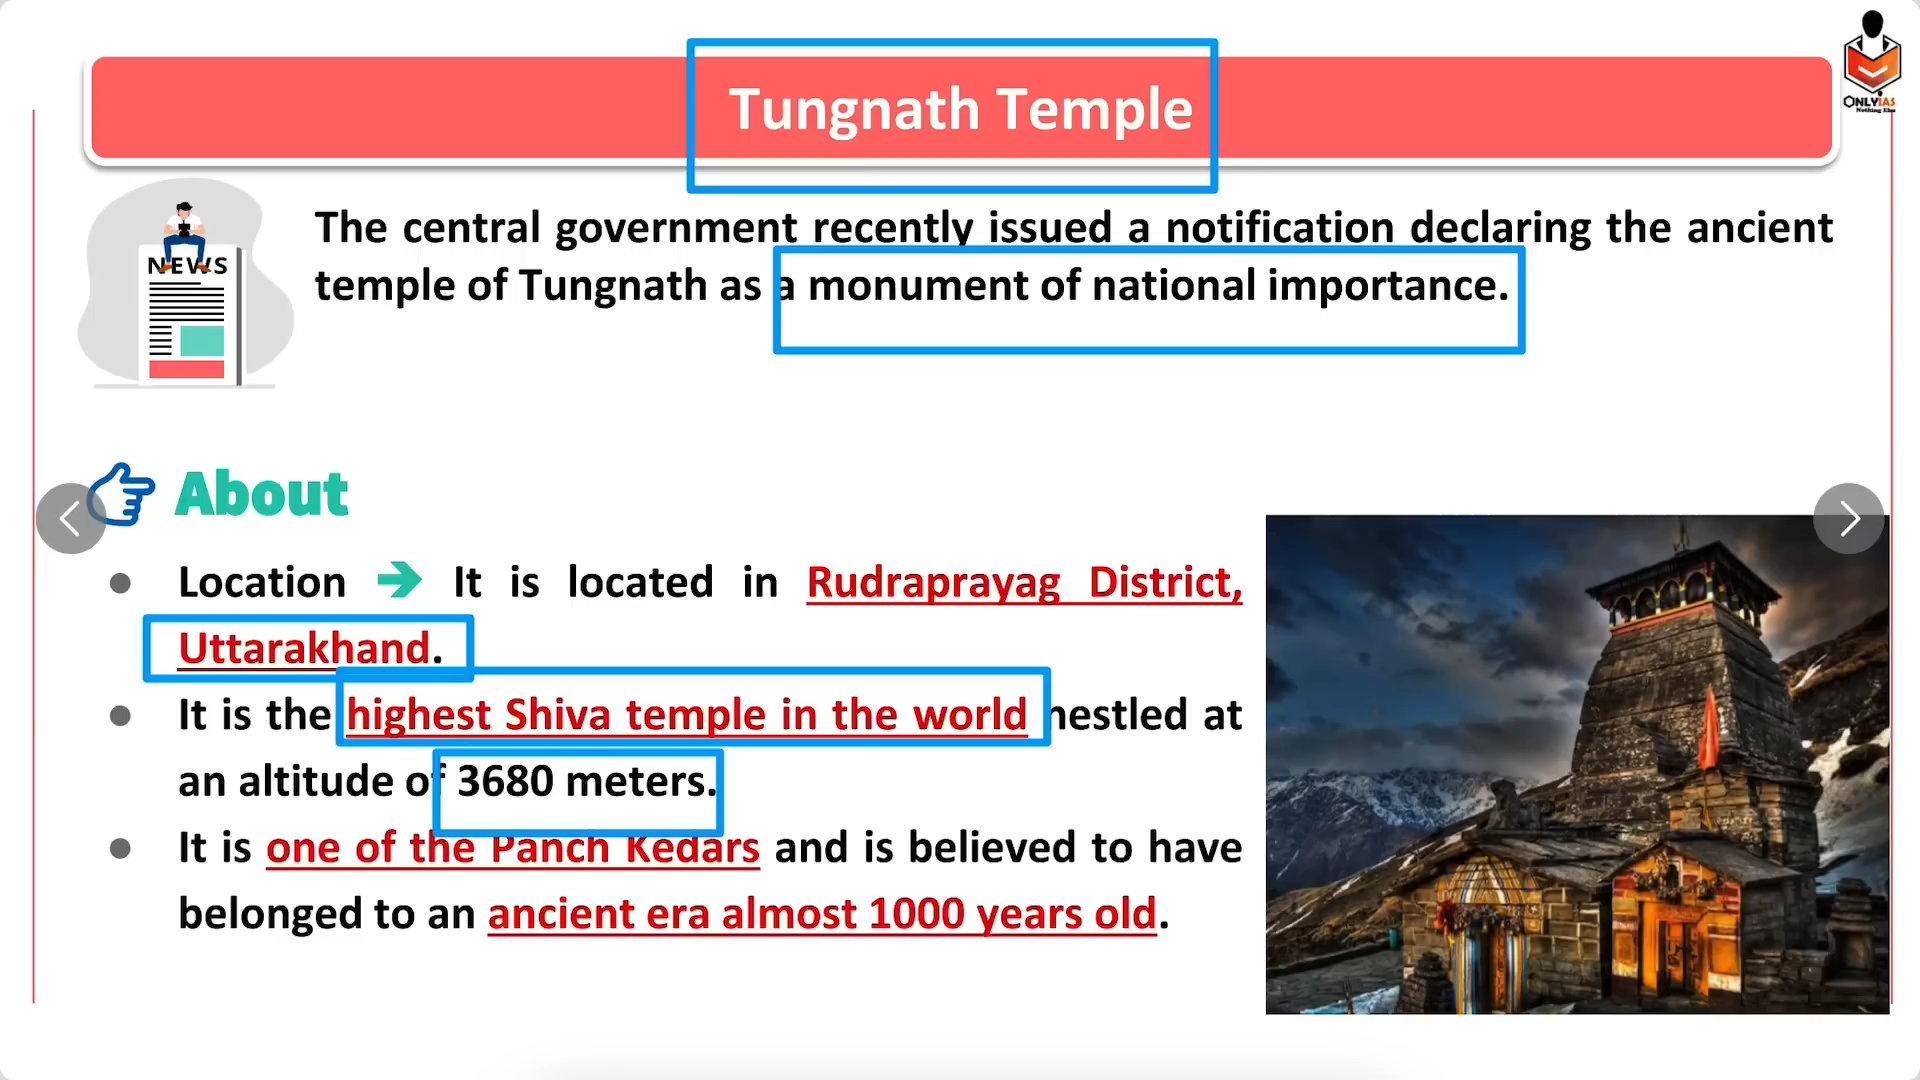 Tungnath Temple
ONLYIAS
Nothing Else
The central government recently issued a notification declaring the ancient
temple of Tungnath as a monument of national importance.
NEWS
About
Location → It is located in Rudraprayag District,
Uttarakhand.
It is the highest Shiva temple in the world nestled at
an altitude of 3680 meters.
It is one of the Panch Kedars and is believed to have
belonged to an ancient era almost 1000 years old.